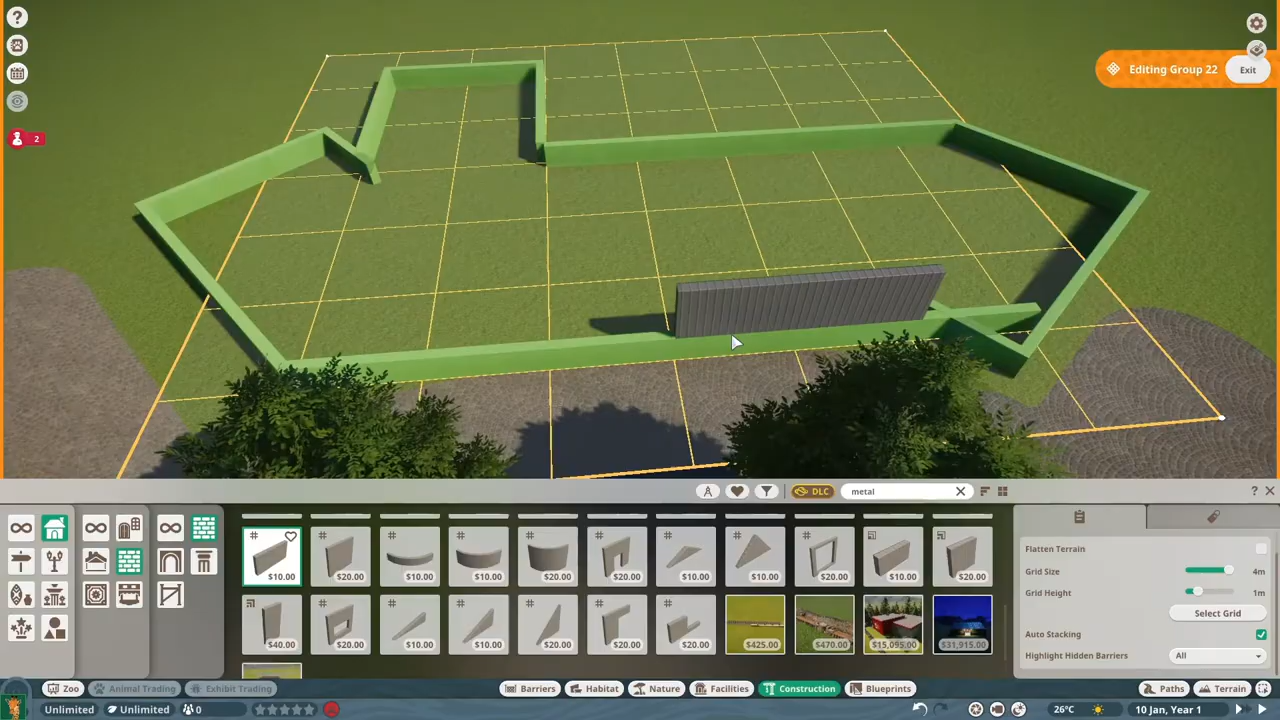 ?
Editing Group 22
Exit
2
DLC
metal
?
$10.00
$20.00
$10.00
$10.00
$20.00
$20.00
$10.00
$10.00
$20.00
$10.00
$20.00
$40.00
$20.00
$10.00
$10.00
$20.00
$20.00
$20.00
$425.00
$470.00
$15,095.00
$31,915.00
Flatten Terrain
Grid Size
4m
Grid Height
1m
Select Grid
Auto Stacking
Highlight Hidden Barriers
All
Zoo
Animal Trading
Exhibit Trading
Barriers
Habitat
Nature
Facilities
Construction
Blueprints
Paths
Terrain
Unlimited
Unlimited
0
26°C
10 Jan, Year 1